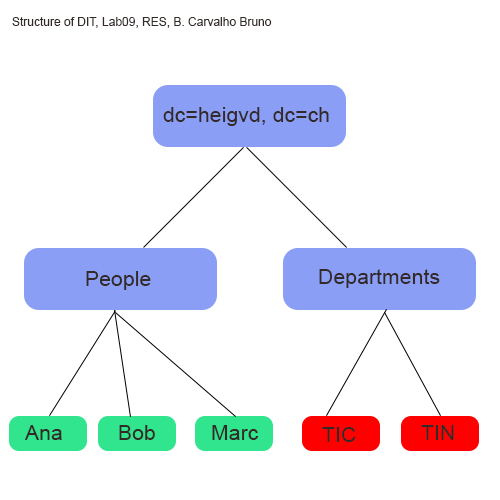 Structure of DIT, Lab09, RES, B. Carvalho Bruno
dc=heigvd, dc=ch
People
Departments
Ana
Bob
Marc
TIC
TIN